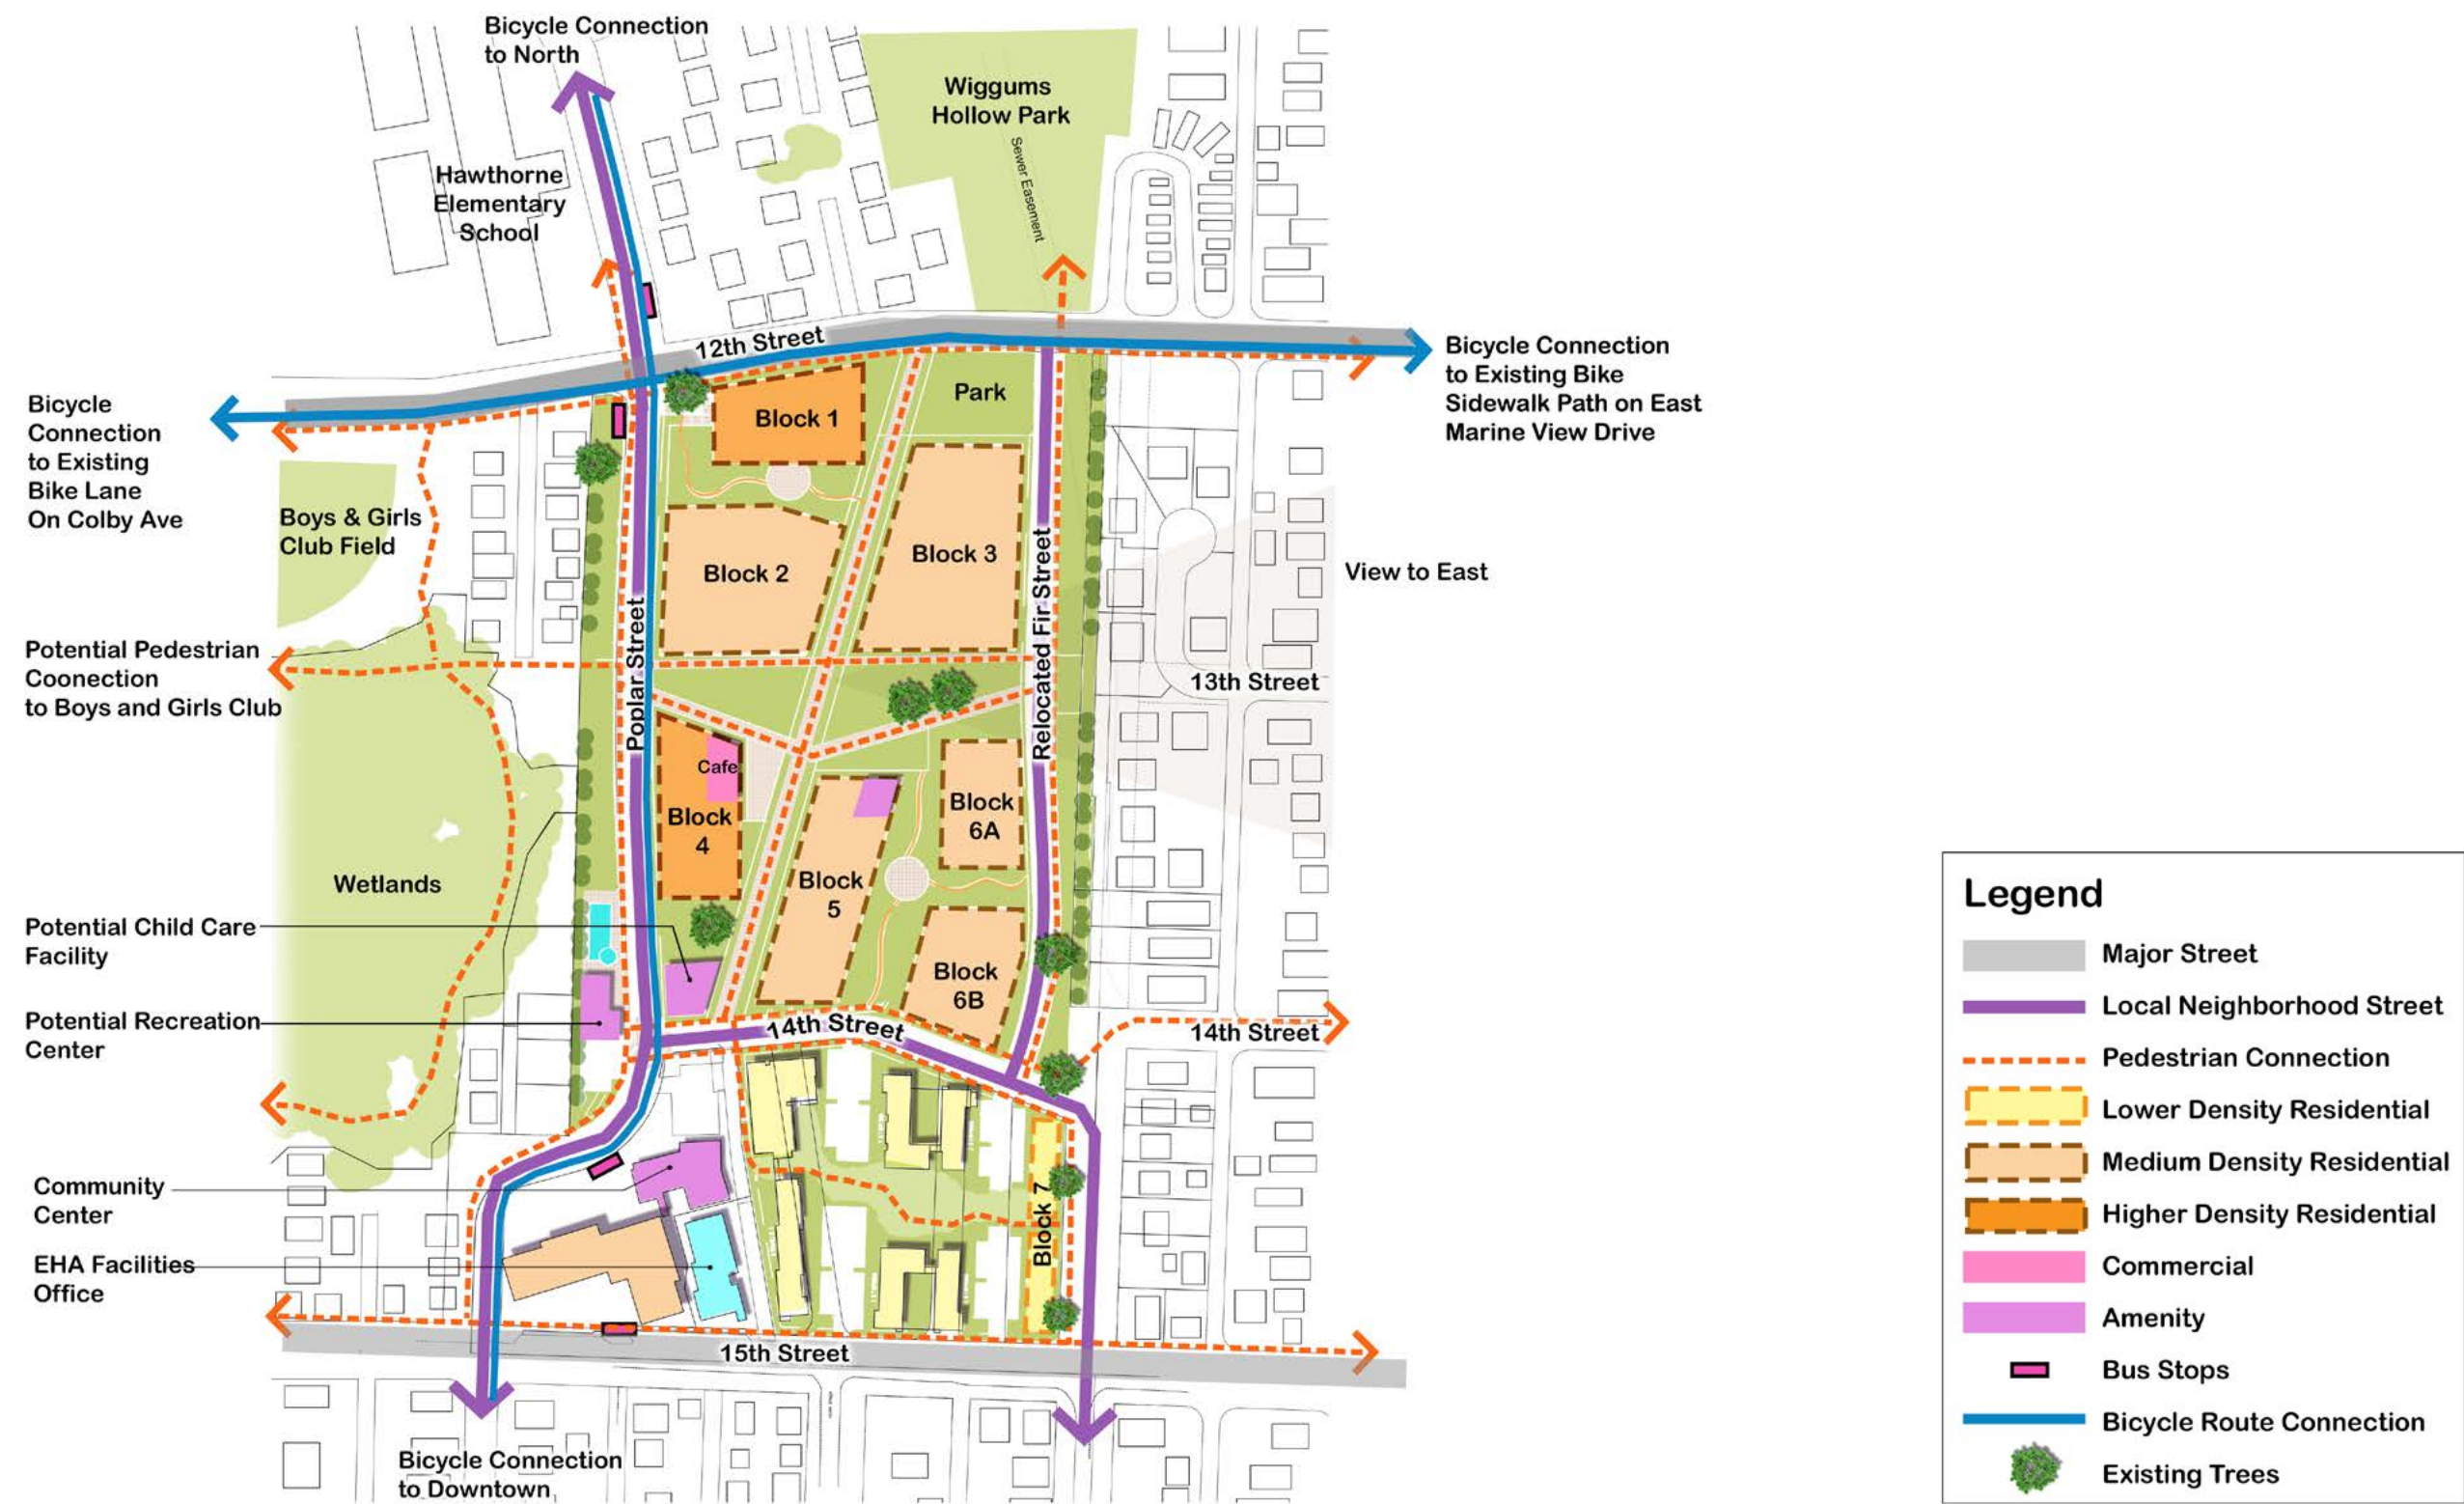 Bicycle Connection
to North
Wiggums
Hollow Park
Sewer Easement
Hawthorne
Elementary
School
12th Street
Bicycle Connection
to Existing Bike
Sidewalk Path on East
Marine View Drive
Bicycle
Connection
to Existing
Bike Lane
On Colby Ave
Park
Block 1
Boys & Girls
Club Field
Block 2
Block 3
View to East
Poplar Street
Relocated Fir Street
Potential Pedestrian
Coonection
to Boys and Girls Club
13th Street
Cafe
Block
4
Block
6A
Block
5
Wetlands
Potential Child Care
Facility
Block
6B
Potential Recreation
Center
14th Street
14th Street
Community
Center
Block 7
EHA Facilities
Office
15th Street
Bicycle Connection
to Downtown
Legend
Major Street
Local Neighborhood Street
Pedestrian Connection
Lower Density Residential
Medium Density Residential
Higher Density Residential
Commercial
Amenity
Bus Stops
Bicycle Route Connection
Existing Trees